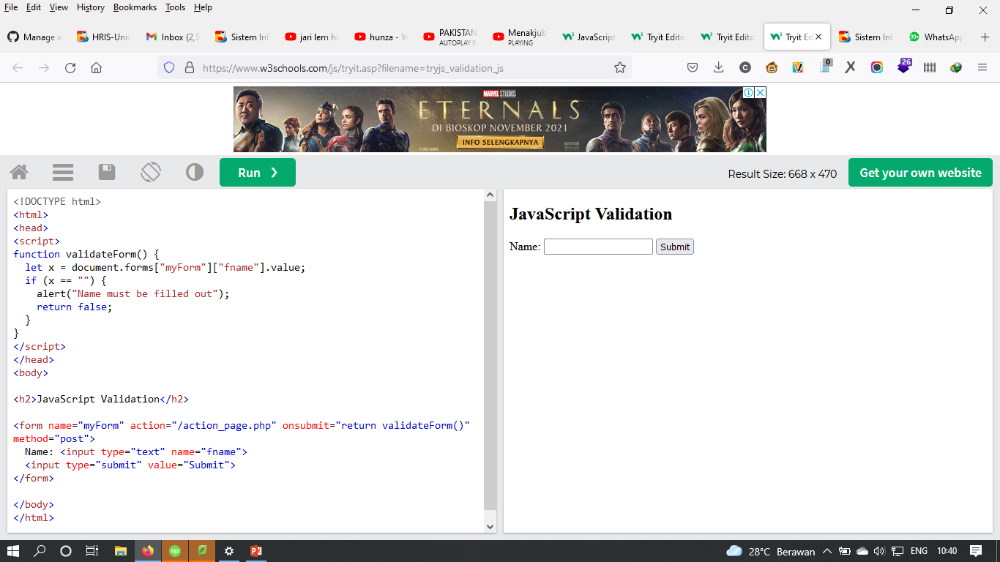 File Edit View History Bookmarks Tools Help
Manage a HRIS-Univ Inbox (2,5 Sistem Inf jari lem hi hunza - Yo PAKISTAN Menakjub JavaScript Tryit Edito Tryit Edito Tryit Ed Sistem Inf WhatsApp
AUTOPLAY B PLAYING
https://www.w3schools.com/js/tryit.asp?filename=tryjs_validation_js
MARVEL STUDIOS
ETERNALS
DI BIOSKOP NOVEMBER 2021
INFO SELENGKAPNYA
Run
Result Size: 668 x 470
Get your own website
<!DOCTYPE html>
<html>
<head>
<script>
function validateForm() {
  let x = document.forms["myForm"]["fname"].value;
  if (x == "") {
    alert("Name must be filled out");
    return false;
  }
}
</script>
</head>
<body>
<h2>JavaScript Validation</h2>
<form name="myForm" action="/action_page.php" onsubmit="return validateForm()"
method="post">
  Name: <input type="text" name="fname">
  <input type="submit" value="Submit">
</form>
</body>
</html>
JavaScript Validation
Name: Submit
28°C Berawan ENG 10:40